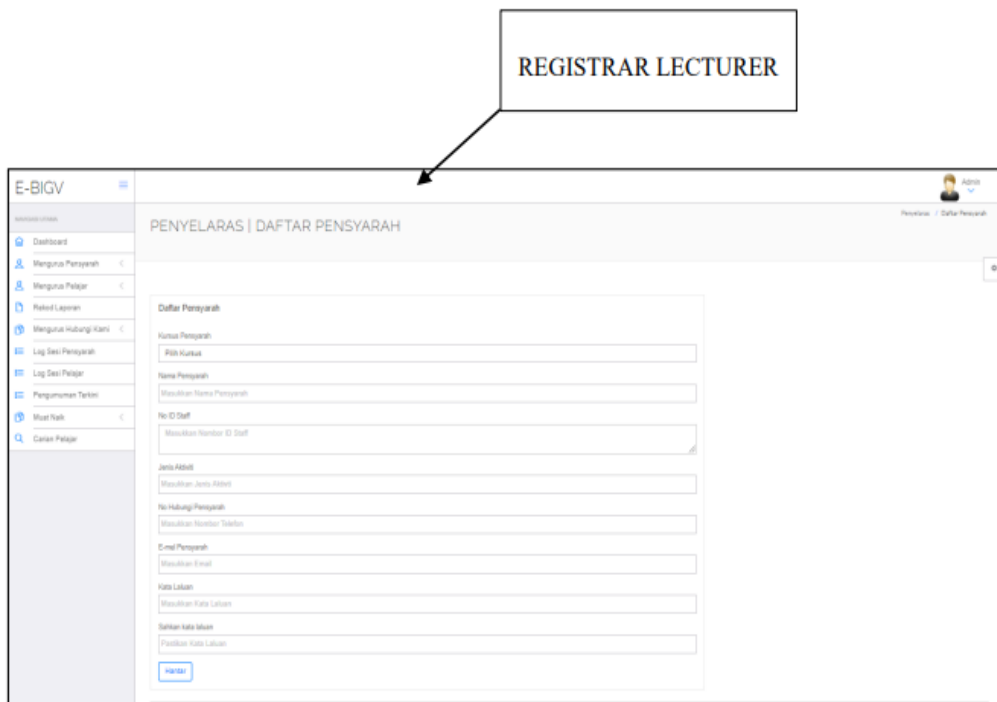 REGISTRAR LECTURER
E-BIGV
Admin
PENYELARAS | DAFTAR PENSYARAH
Penyelaras / Daftar Pensyarah
Dashboard
Mengurus Pensyarah
Mengurus Pelajar
Rekod Laporan
Mengurus Hubungi Kami
Log Sesi Pensyarah
Log Sesi Pelajar
Pengumuman Terkini
Muat Naik
Carian Pelajar
Daftar Pensyarah
Kursus Pensyarah
Pilih Kursus
Nama Pensyarah
Masukkan Nama Pensyarah
No ID Staff
Masukkan Nombor ID Staff
Jenis Aktiviti
Masukkan Jenis Aktiviti
No Hubungi Pensyarah
Masukkan Nombor Telefon
E-mel Pensyarah
Masukkan Email
Kata Laluan
Masukkan Kata Laluan
Sahkan kata laluan
Pastikan Kata Laluan
Hantar